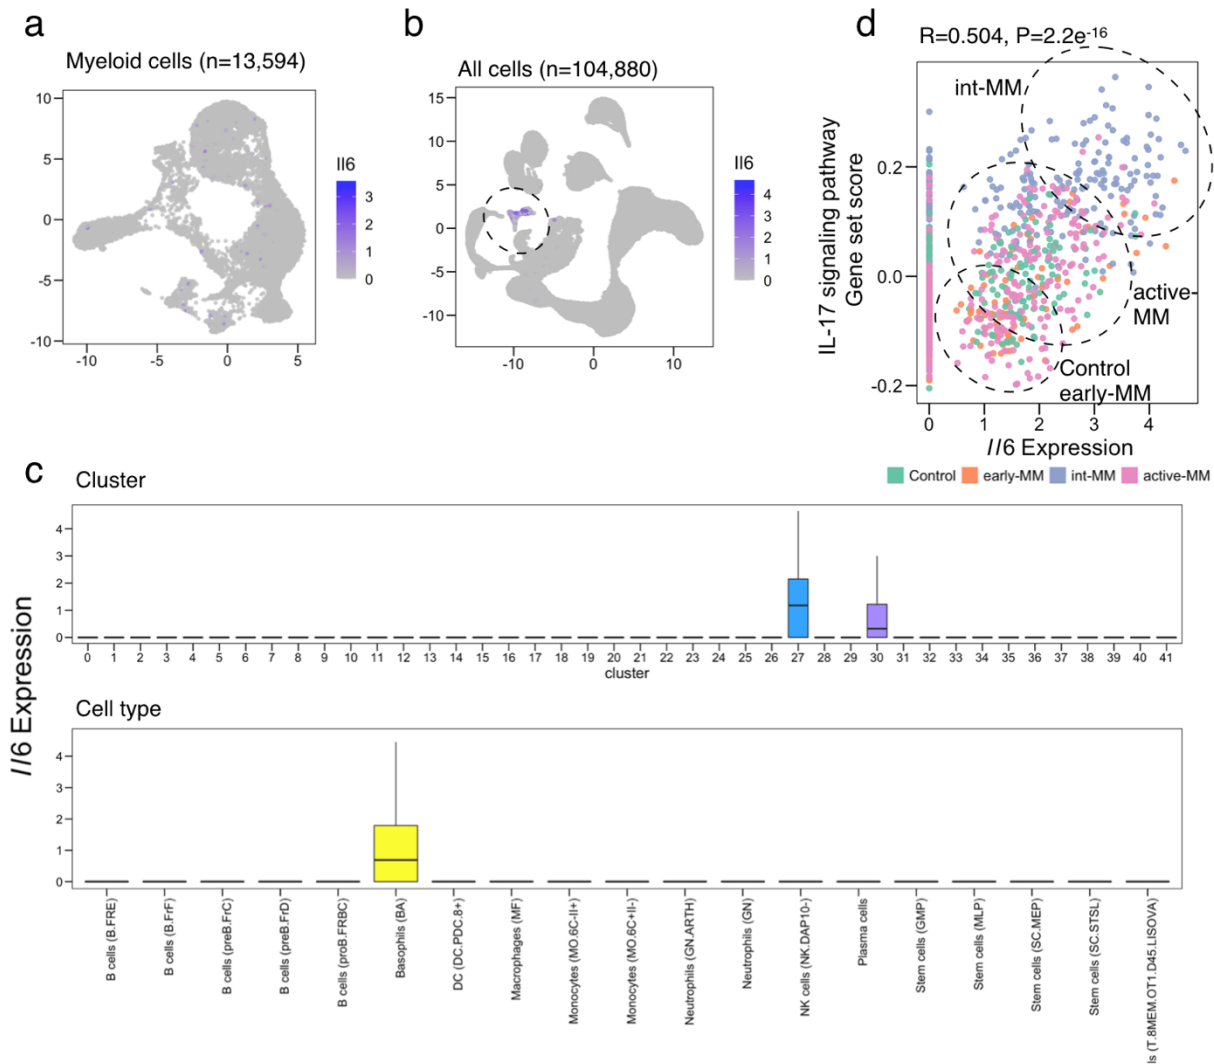 a
Myeloid cells (n=13,594)
10
5
0
-5
-10
-10 -5 0 5
Il6
3
2
1
0
b
All cells (n=104,880)
15
10
5
0
-5
-10
-10 0 10
Il6
4
3
2
1
0
d
R=0.504, P=2.2e-16
IL-17 signaling pathway
Gene set score
0.2
0.0
-0.2
int-MM
active-
MM
Control
early-MM
0 1 2 3 4
Il6 Expression
Control early-MM int-MM active-MM
c
Cluster
Il6 Expression
4
3
2
1
0
0 1 2 3 4 5 6 7 8 9 10 11 12 13 14 15 16 17 18 19 20 21 22 23 24 25 26 27 28 29 30 31 32 33 34 35 36 37 38 39 40 41
cluster
Cell type
4
3
2
1
0
B cells (B.FRE)
B cells (B.FrF)
B cells (preB.FrC)
B cells (preB.FrD)
B cells (proB.FRBC)
Basophils (BA)
DC (DC.PDC.8+)
Macrophages (MF)
Monocytes (MO.6C-II+)
Monocytes (MO.6C+II-)
Neutrophils (GN.ARTH)
Neutrophils (GN)
NK cells (NK.DAP10-)
Plasma cells
Stem cells (GMP)
Stem cells (MLP)
Stem cells (SC.MEP)
Stem cells (SC.STSL)
ls (T.8MEM.OT1.D45.LISOVA)